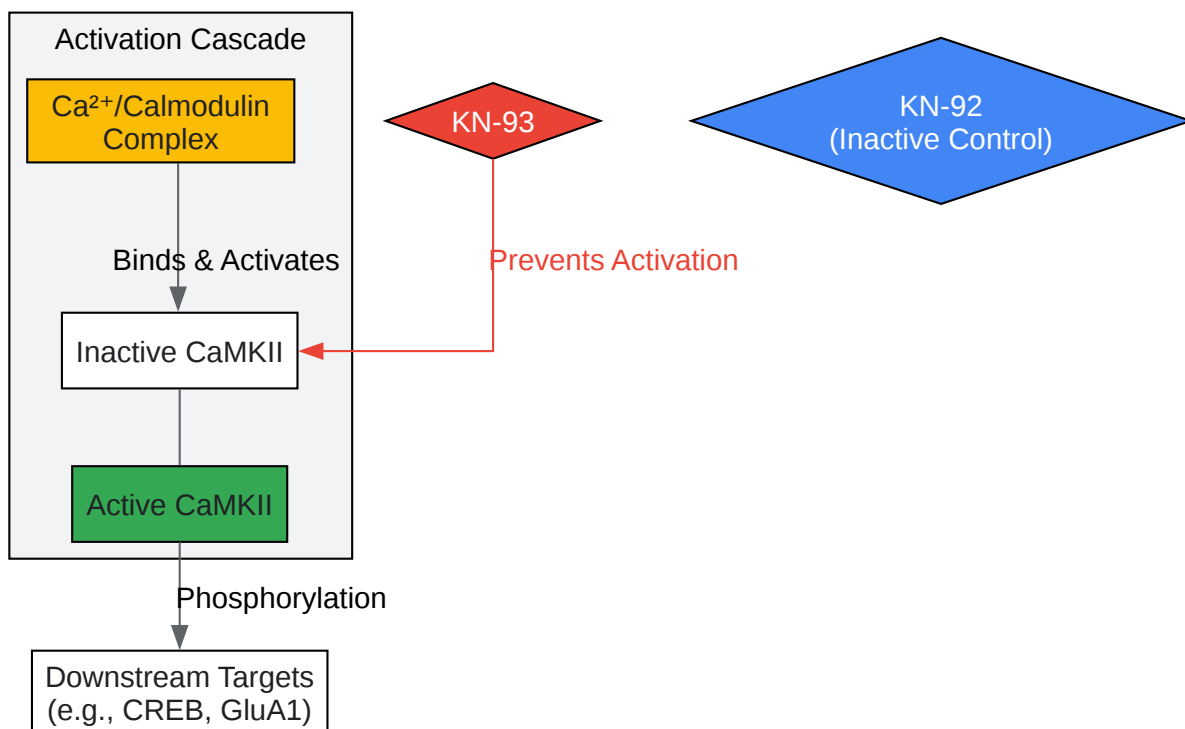 Activation Cascade
Ca²⁺/Calmodulin
Complex
KN-93
KN-92
(Inactive Control)
Binds & Activates
Prevents Activation
Inactive CaMKII
Active CaMKII
Phosphorylation
Downstream Targets
(e.g., CREB, GluA1)